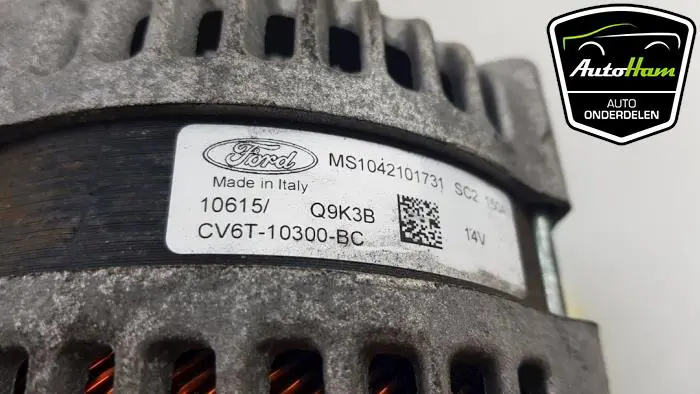 AutoHam
AUTO
ONDERDELEN
Ford MS1042101731 SC2 150A
Made in Italy
10615/ Q9K3B
CV6T-10300-BC 14V